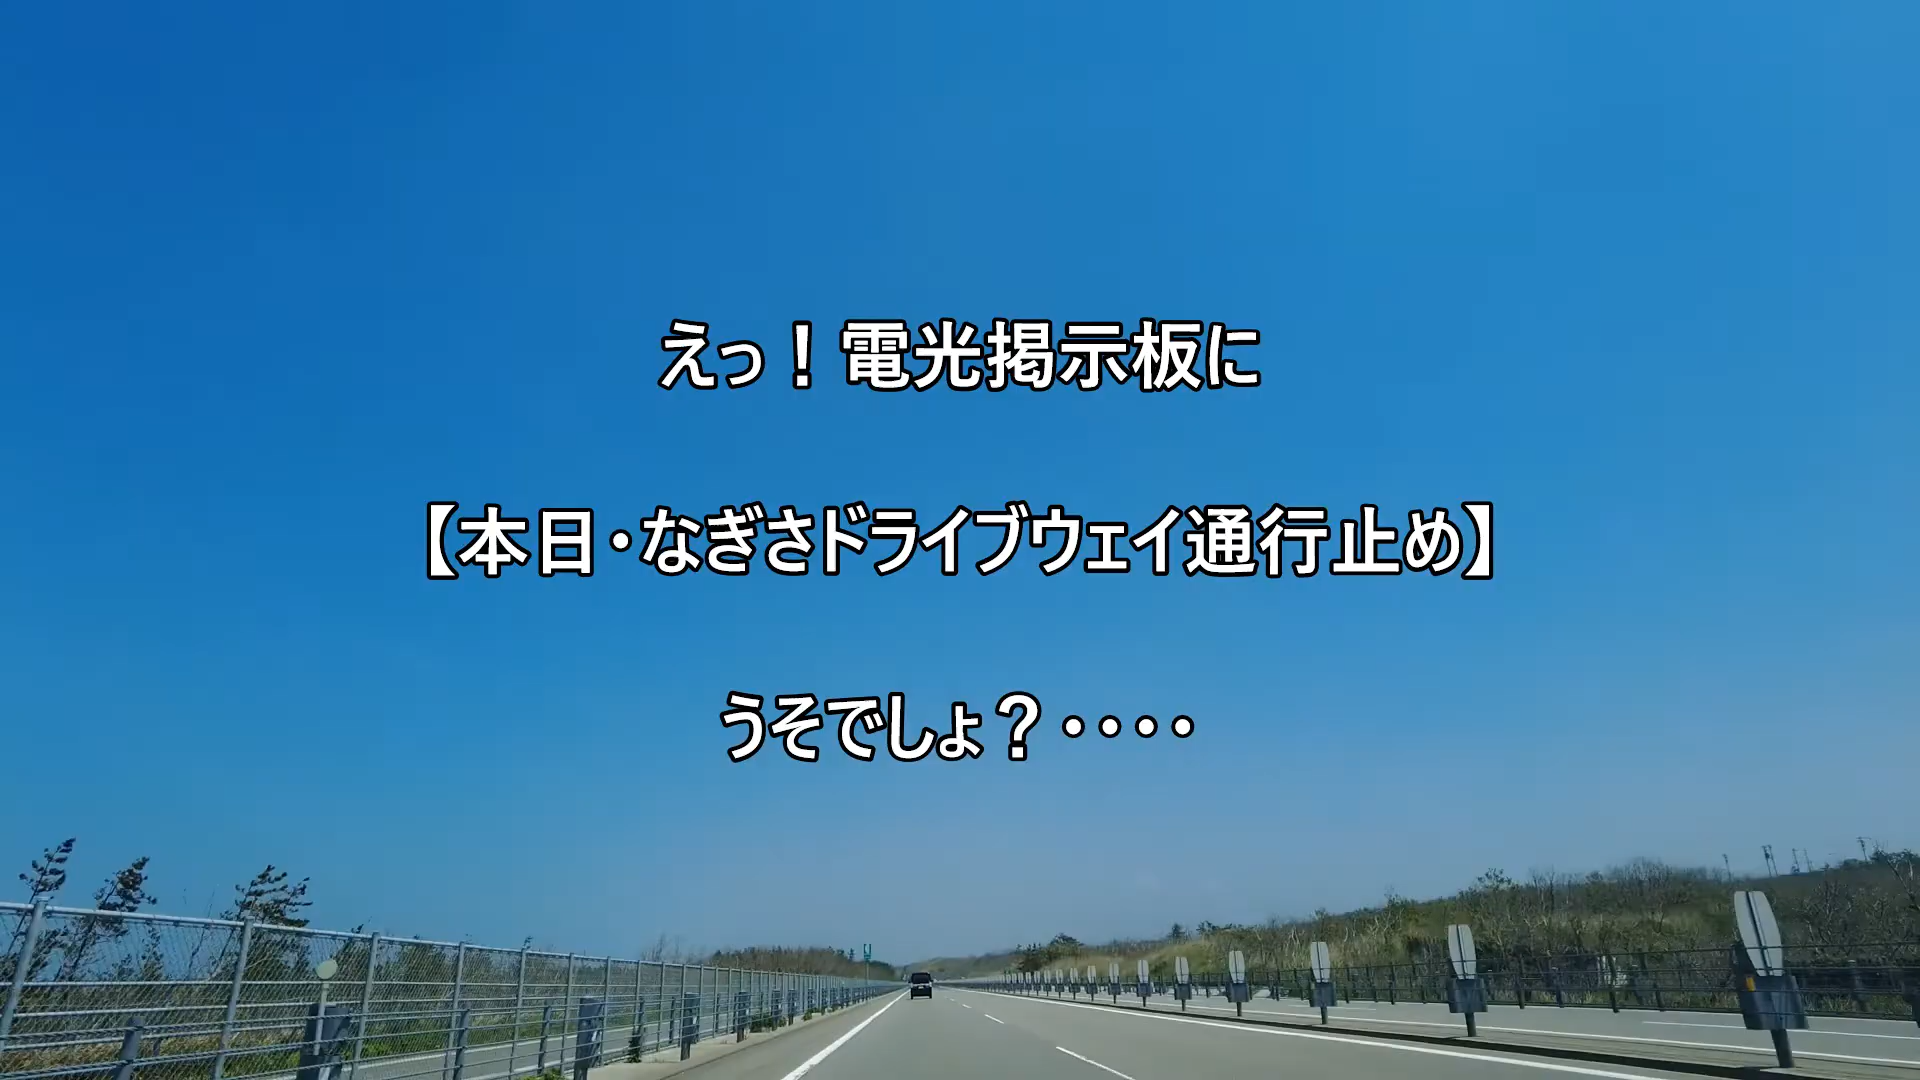 えっ！電光掲示板に
【本日・なぎさドライブウェイ通行止め】
うそでしょ？・・・・